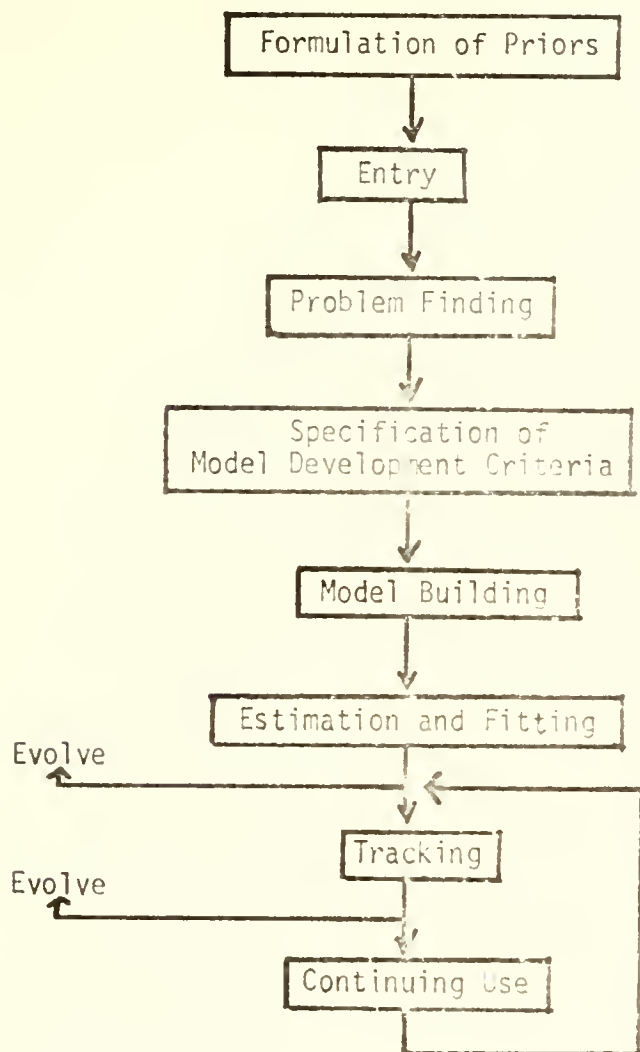 Formulation of Priors
Entry
Problem Finding
Specification of
Model Development Criteria
Model Building
Estimation and Fitting
Evolve
Tracking
Evolve
Continuing Use